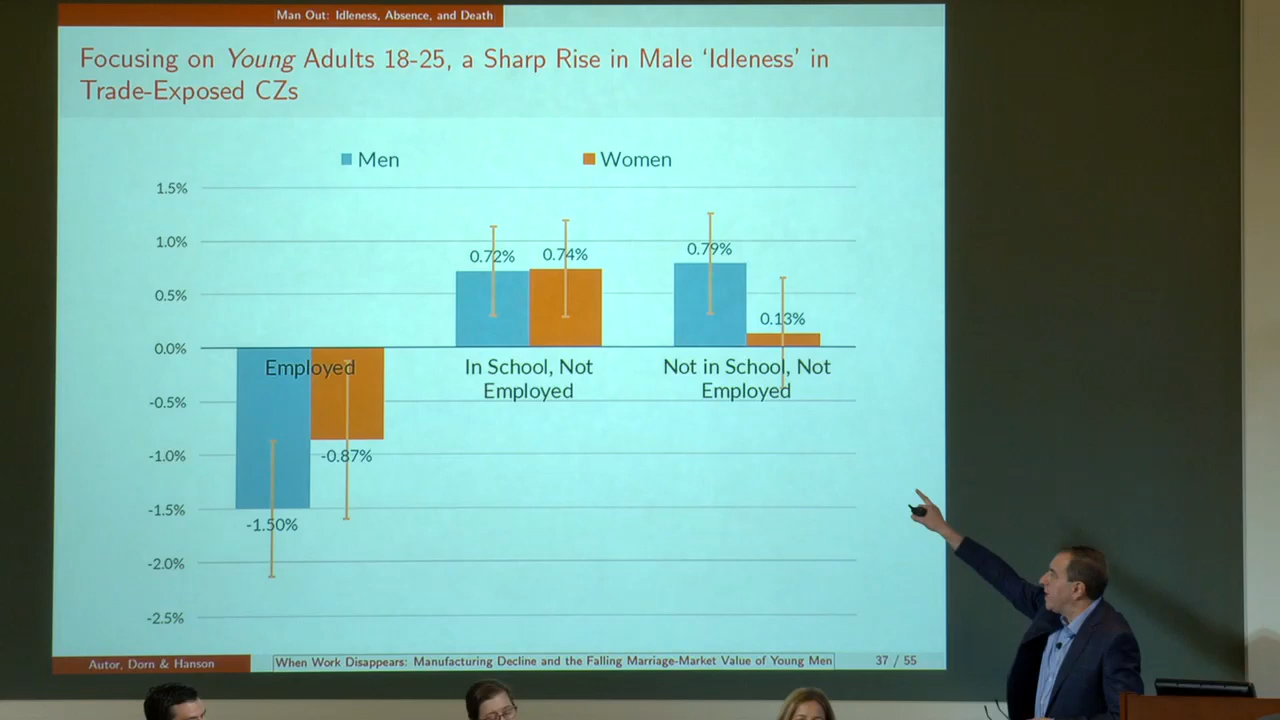 Man Out: Idleness, Absence, and Death
Focusing on Young Adults 18-25, a Sharp Rise in Male ‘Idleness’ in
Trade-Exposed CZs
Men
Women
1.5%
1.0%
0.5%
0.0%
-0.5%
-1.0%
-1.5%
-2.0%
-2.5%
0.72%
0.74%
0.79%
0.13%
Employed
In School, Not
Employed
Not in School, Not
Employed
-0.87%
-1.50%
Autor, Dorn & Hanson
When Work Disappears: Manufacturing Decline and the Falling Marriage-Market Value of Young Men
37 / 55